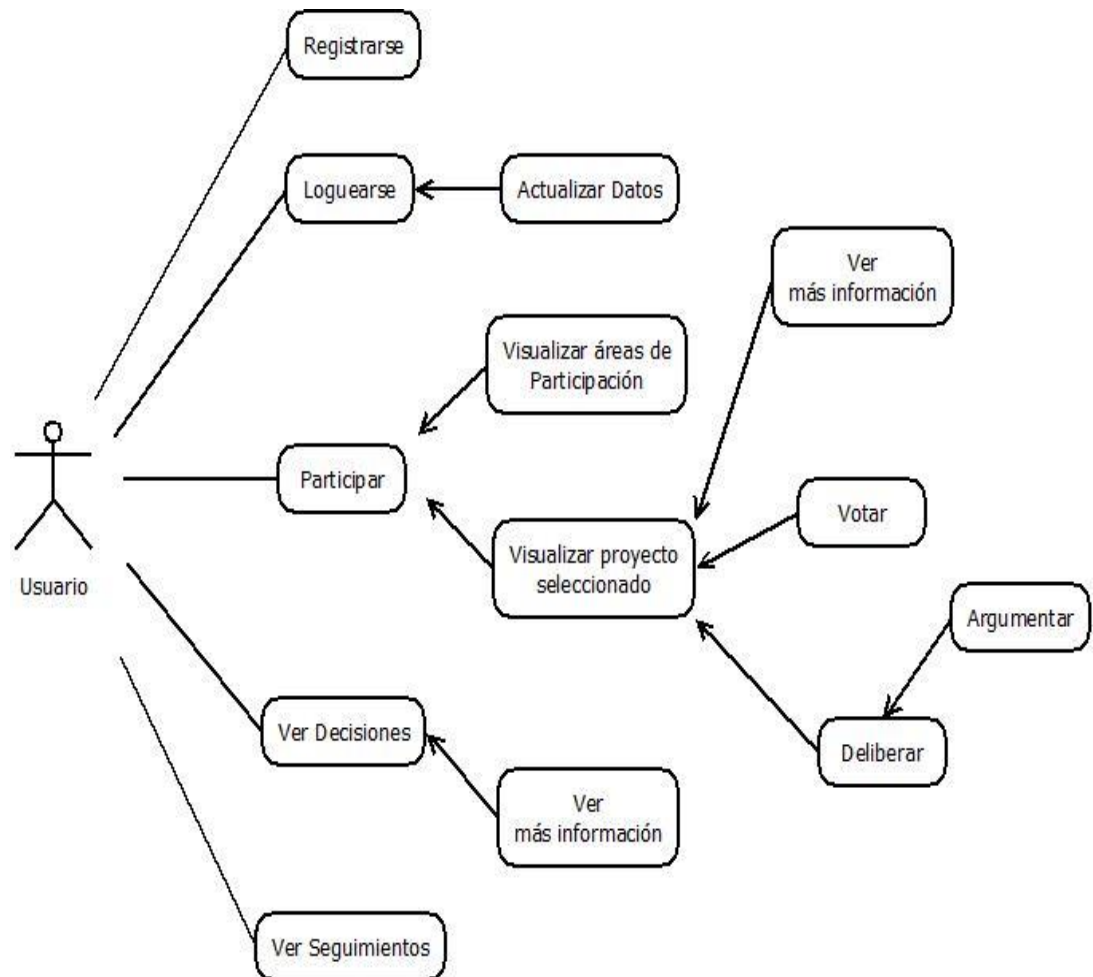 Registrarse
Loguearse
Actualizar Datos
Ver
más información
Visualizar áreas de
Participación
Participar
Votar
Visualizar proyecto
seleccionado
Usuario
Argumentar
Ver Decisiones
Deliberar
Ver
más información
Ver Seguimientos